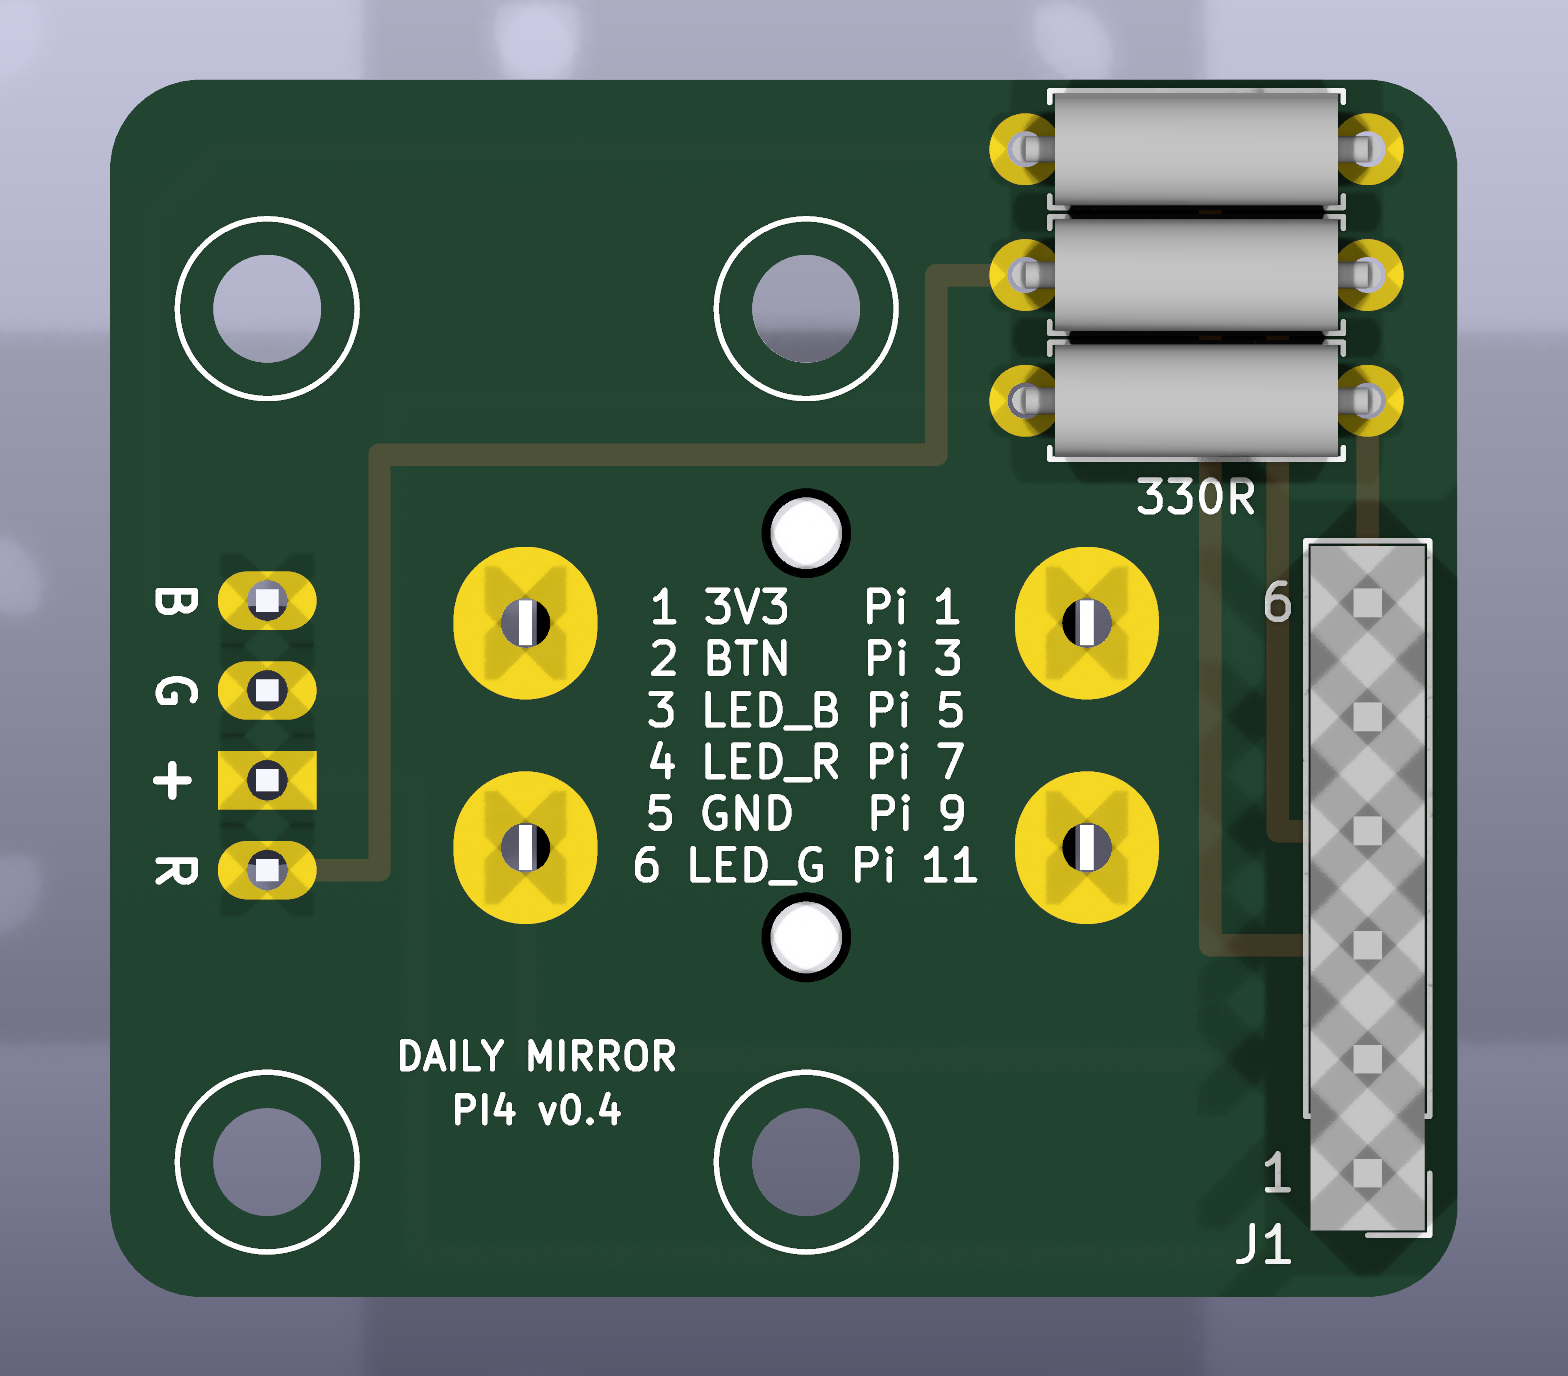 330R
6
B
G
+
R
1 3V3 Pi 1
2 BTN Pi 3
3 LED_B Pi 5
4 LED_R Pi 7
5 GND Pi 9
6 LED_G Pi 11
DAILY MIRROR
PI4 v0.4
1
J1